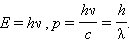 E = hν , p = hν/c = h/λ.